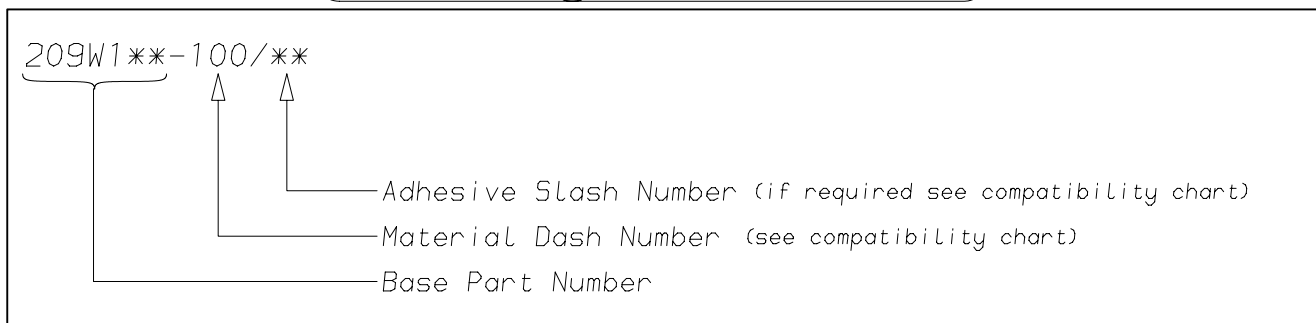 209W1**-100/**
Adhesive Slash Number (if required see compatibility chart)
Material Dash Number (see compatibility chart)
Base Part Number